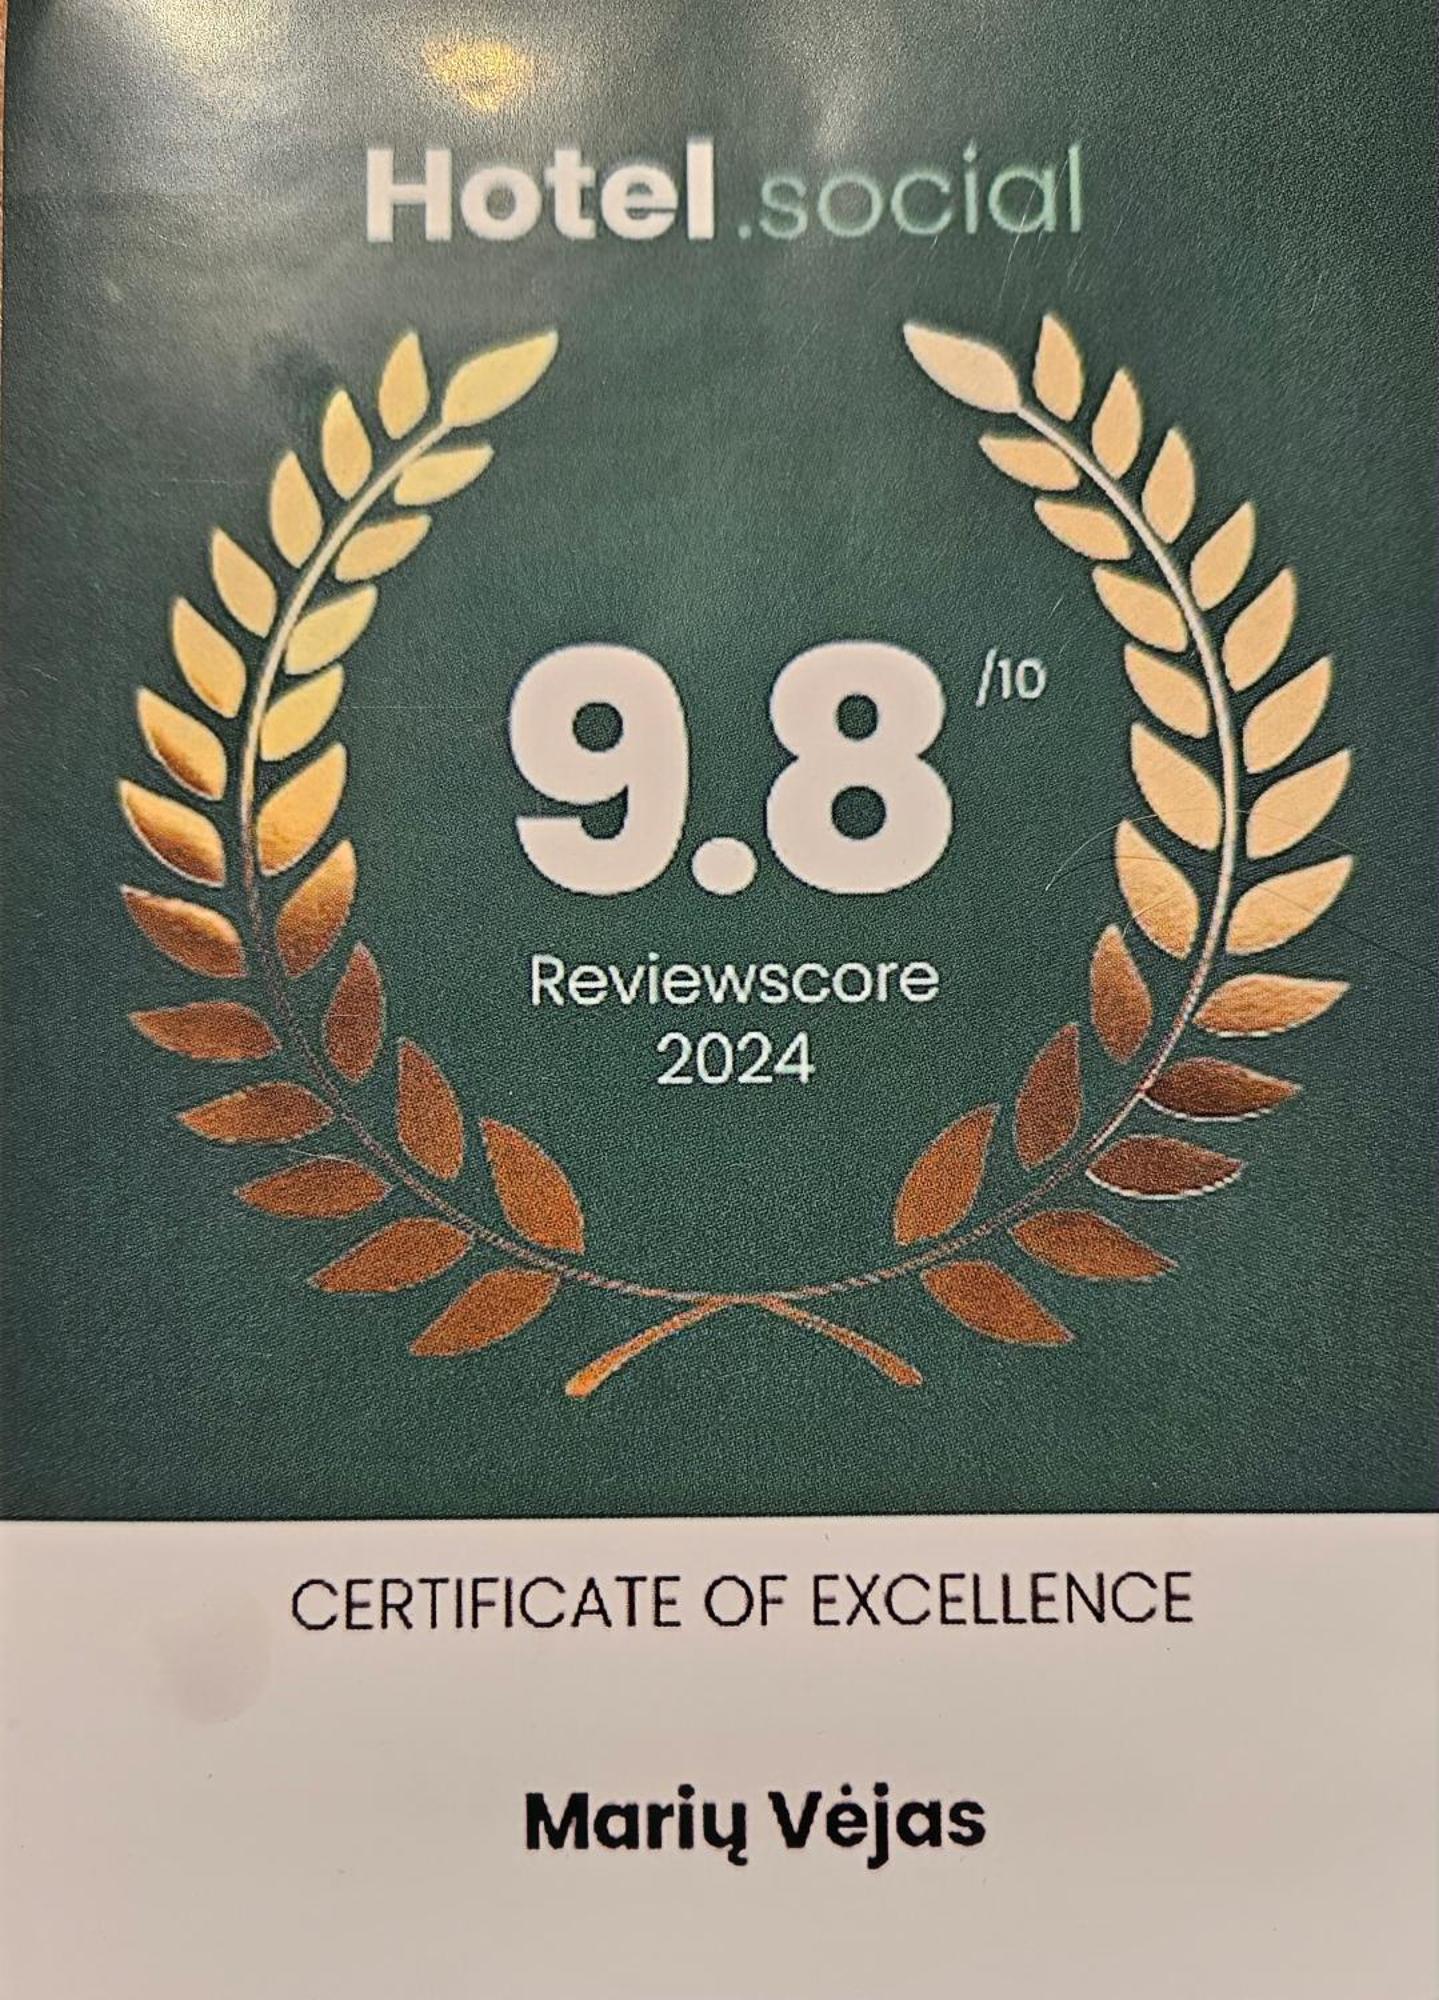 Hotel.social
9.8 /10
Reviewscore
2024
CERTIFICATE OF EXCELLENCE
Marių Vėjas